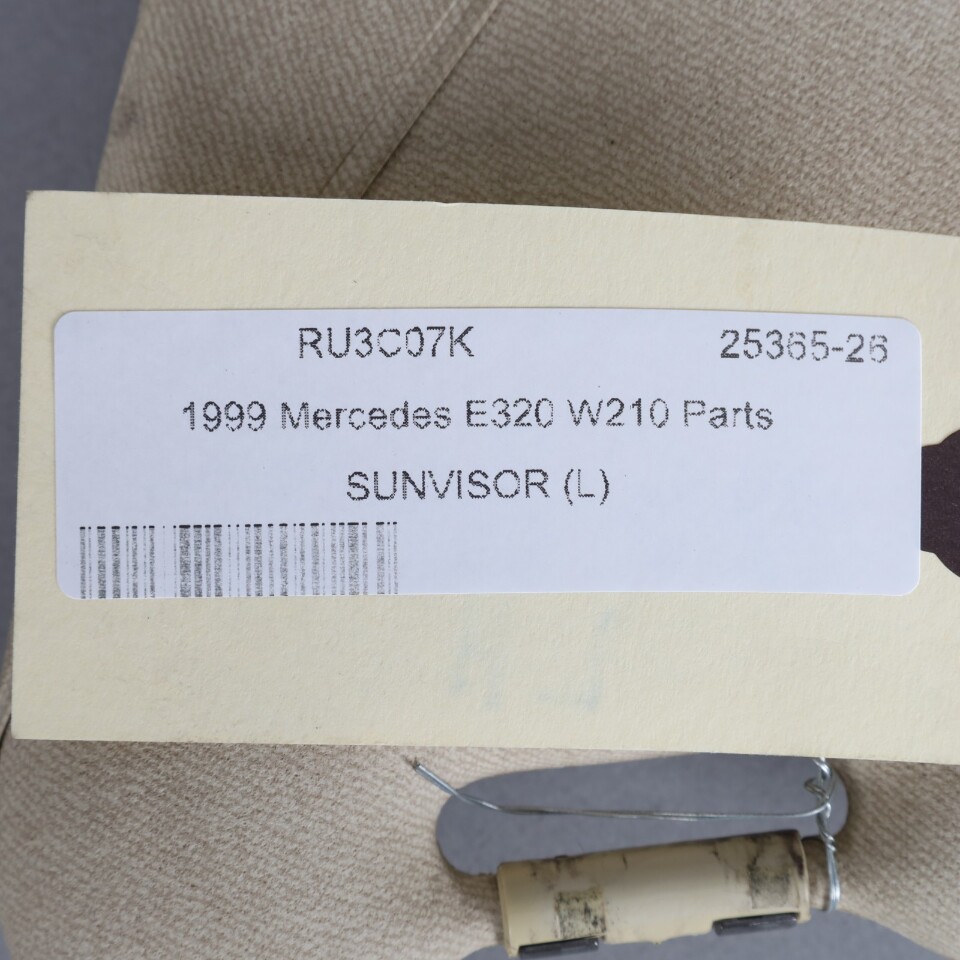 RU3C07K 25365-26
1999 Mercedes E320 W210 Parts
SUNVISOR (L)